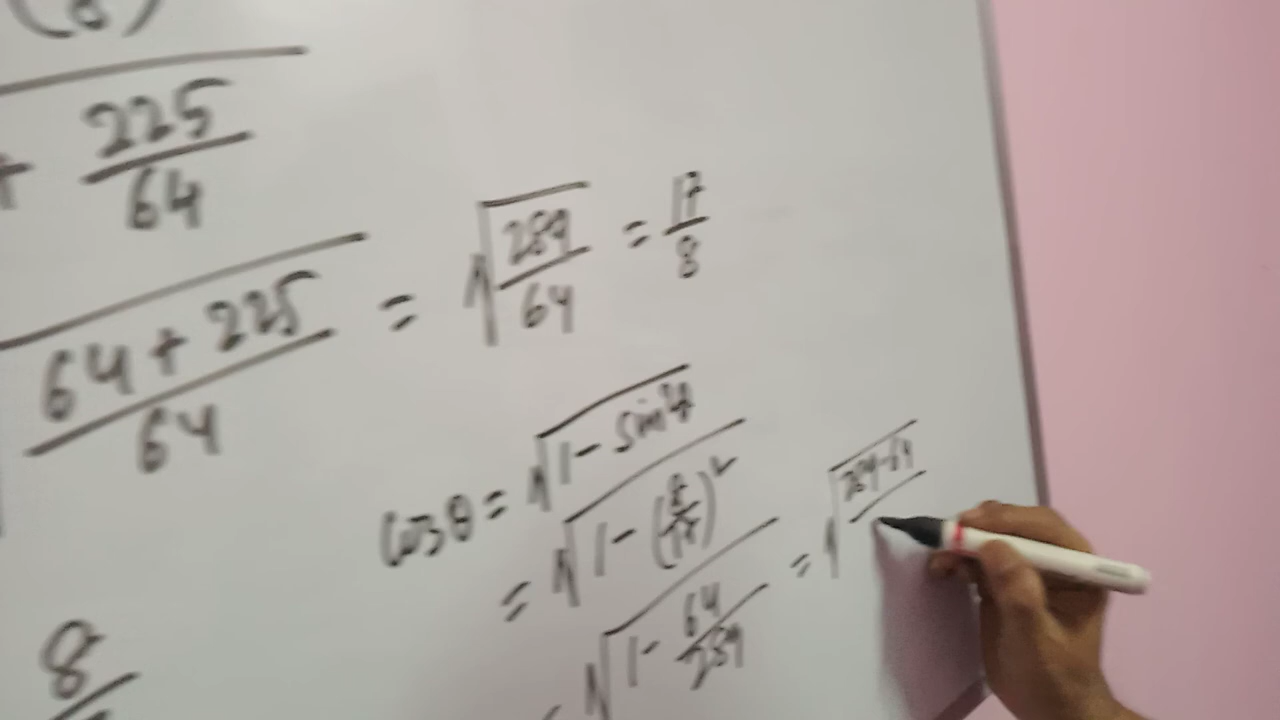 (8)
+ 225/64
64 + 225/64 = √289/64 = 17/8
cosθ = √1 - sin²θ
= √1 - (8/17)²
= √1 - 64/289 = √289-64
8